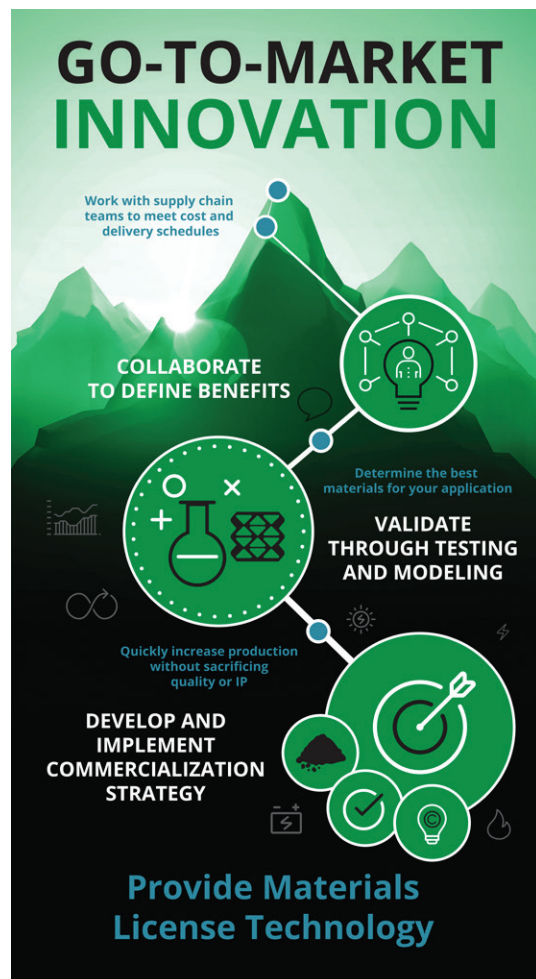 GO-TO-MARKET
INNOVATION
Work with supply chain
teams to meet cost and
delivery schedules
COLLABORATE
TO DEFINE BENEFITS
Determine the best
materials for your application
VALIDATE
THROUGH TESTING
AND MODELING
Quickly increase production
without sacrificing
quality or IP
DEVELOP AND
IMPLEMENT
COMMERCIALIZATION
STRATEGY
©
Provide Materials
License Technology